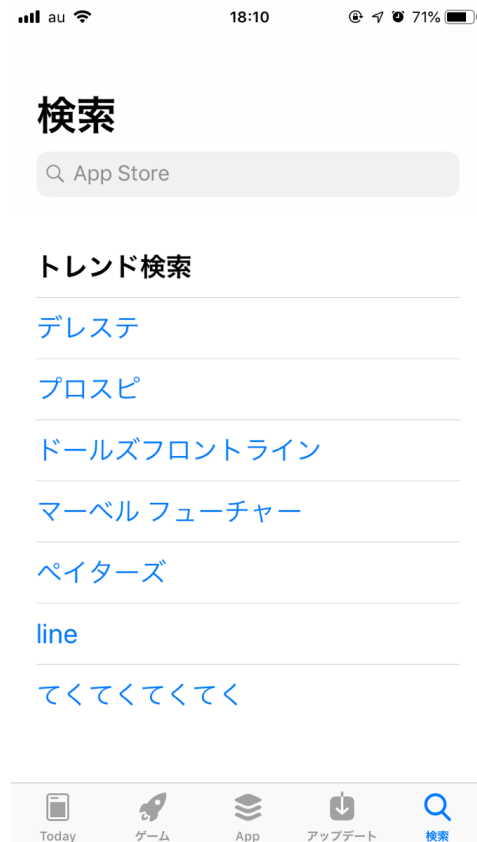 au 18:10 71%
検索
App Store
トレンド検索
デレステ
プロスピ
ドールズフロントライン
マーベル フューチャー
ペイターズ
line
てくてくてくてく
Today ゲーム App アップデート 検索